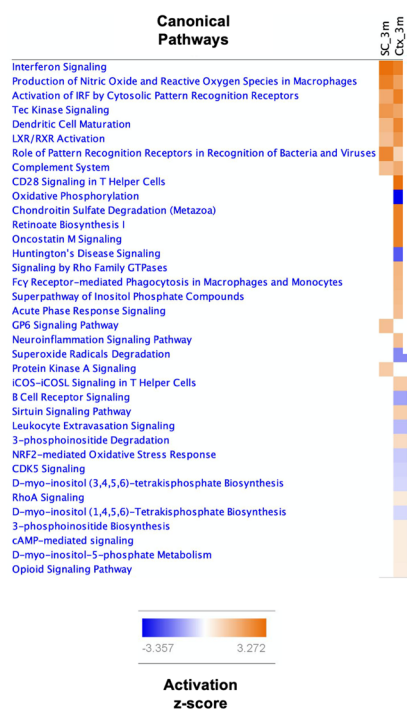 Canonical
Pathways
SC_3m
Ctx_3m
Interferon Signaling
Production of Nitric Oxide and Reactive Oxygen Species in Macrophages
Activation of IRF by Cytosolic Pattern Recognition Receptors
Tec Kinase Signaling
Dendritic Cell Maturation
LXR/RXR Activation
Role of Pattern Recognition Receptors in Recognition of Bacteria and Viruses
Complement System
CD28 Signaling in T Helper Cells
Oxidative Phosphorylation
Chondroitin Sulfate Degradation (Metazoa)
Retinoate Biosynthesis I
Oncostatin M Signaling
Huntington's Disease Signaling
Signaling by Rho Family GTPases
Fcγ Receptor-mediated Phagocytosis in Macrophages and Monocytes
Superpathway of Inositol Phosphate Compounds
Acute Phase Response Signaling
GP6 Signaling Pathway
Neuroinflammation Signaling Pathway
Superoxide Radicals Degradation
Protein Kinase A Signaling
iCOS-iCOSL Signaling in T Helper Cells
B Cell Receptor Signaling
Sirtuin Signaling Pathway
Leukocyte Extravasation Signaling
3-phosphoinositide Degradation
NRF2-mediated Oxidative Stress Response
CDK5 Signaling
D-myo-inositol (3,4,5,6)-tetrakisphosphate Biosynthesis
RhoA Signaling
D-myo-inositol (1,4,5,6)-Tetrakisphosphate Biosynthesis
3-phosphoinositide Biosynthesis
cAMP-mediated signaling
D-myo-inositol-5-phosphate Metabolism
Opioid Signaling Pathway
-3.357 3.272
Activation
z-score